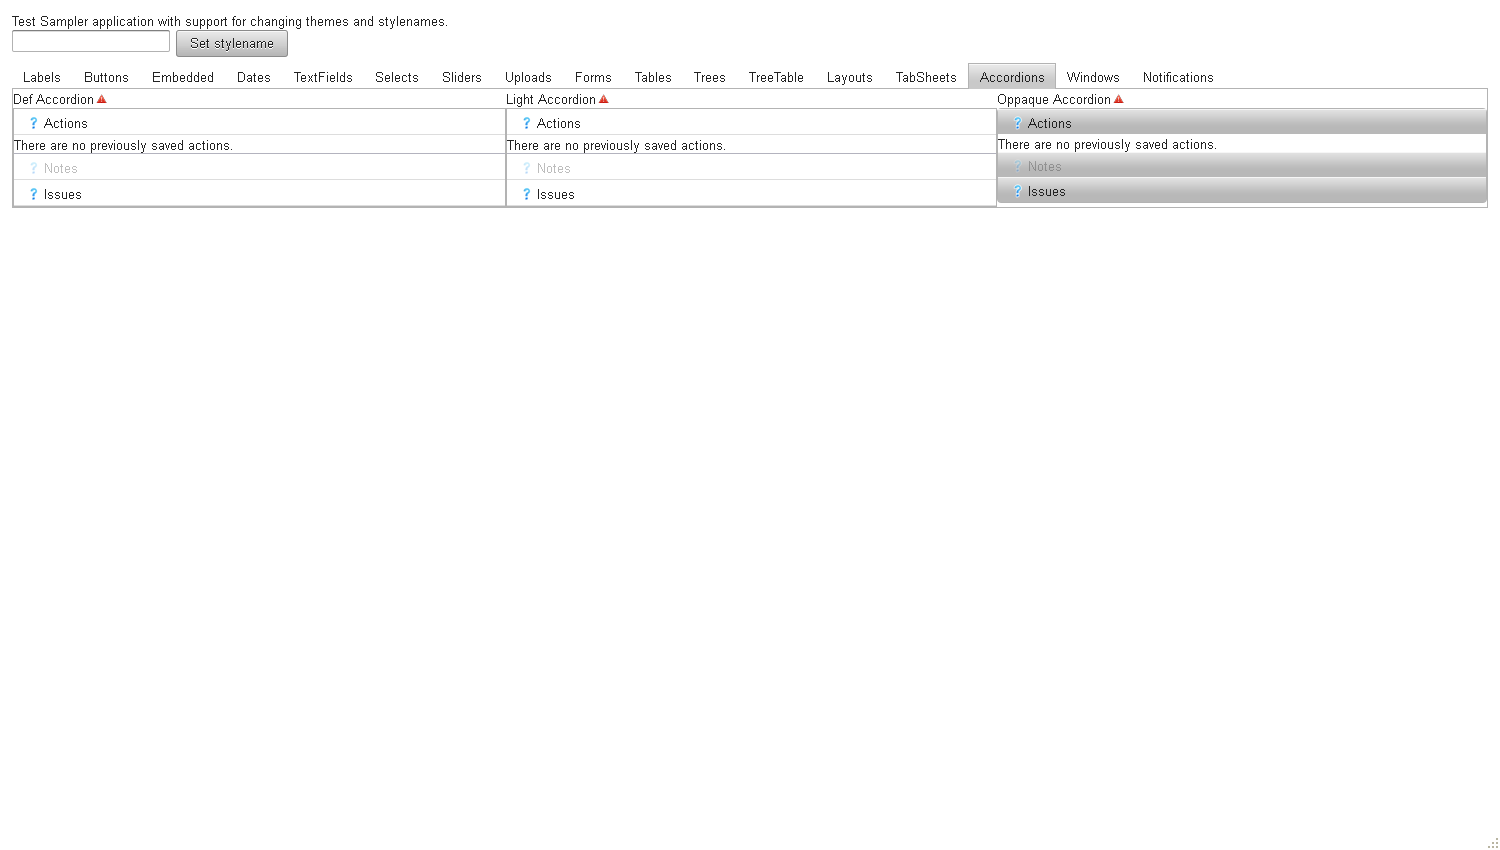 Test Sampler application with support for changing themes and stylenames.
Set stylename
Labels Buttons Embedded Dates TextFields Selects Sliders Uploads Forms Tables Trees TreeTable Layouts TabSheets Accordions Windows Notifications
Def Accordion Light Accordion Oppaque Accordion
? Actions ? Actions ? Actions
There are no previously saved actions. There are no previously saved actions. There are no previously saved actions.
? Notes ? Notes ? Notes
? Issues ? Issues ? Issues